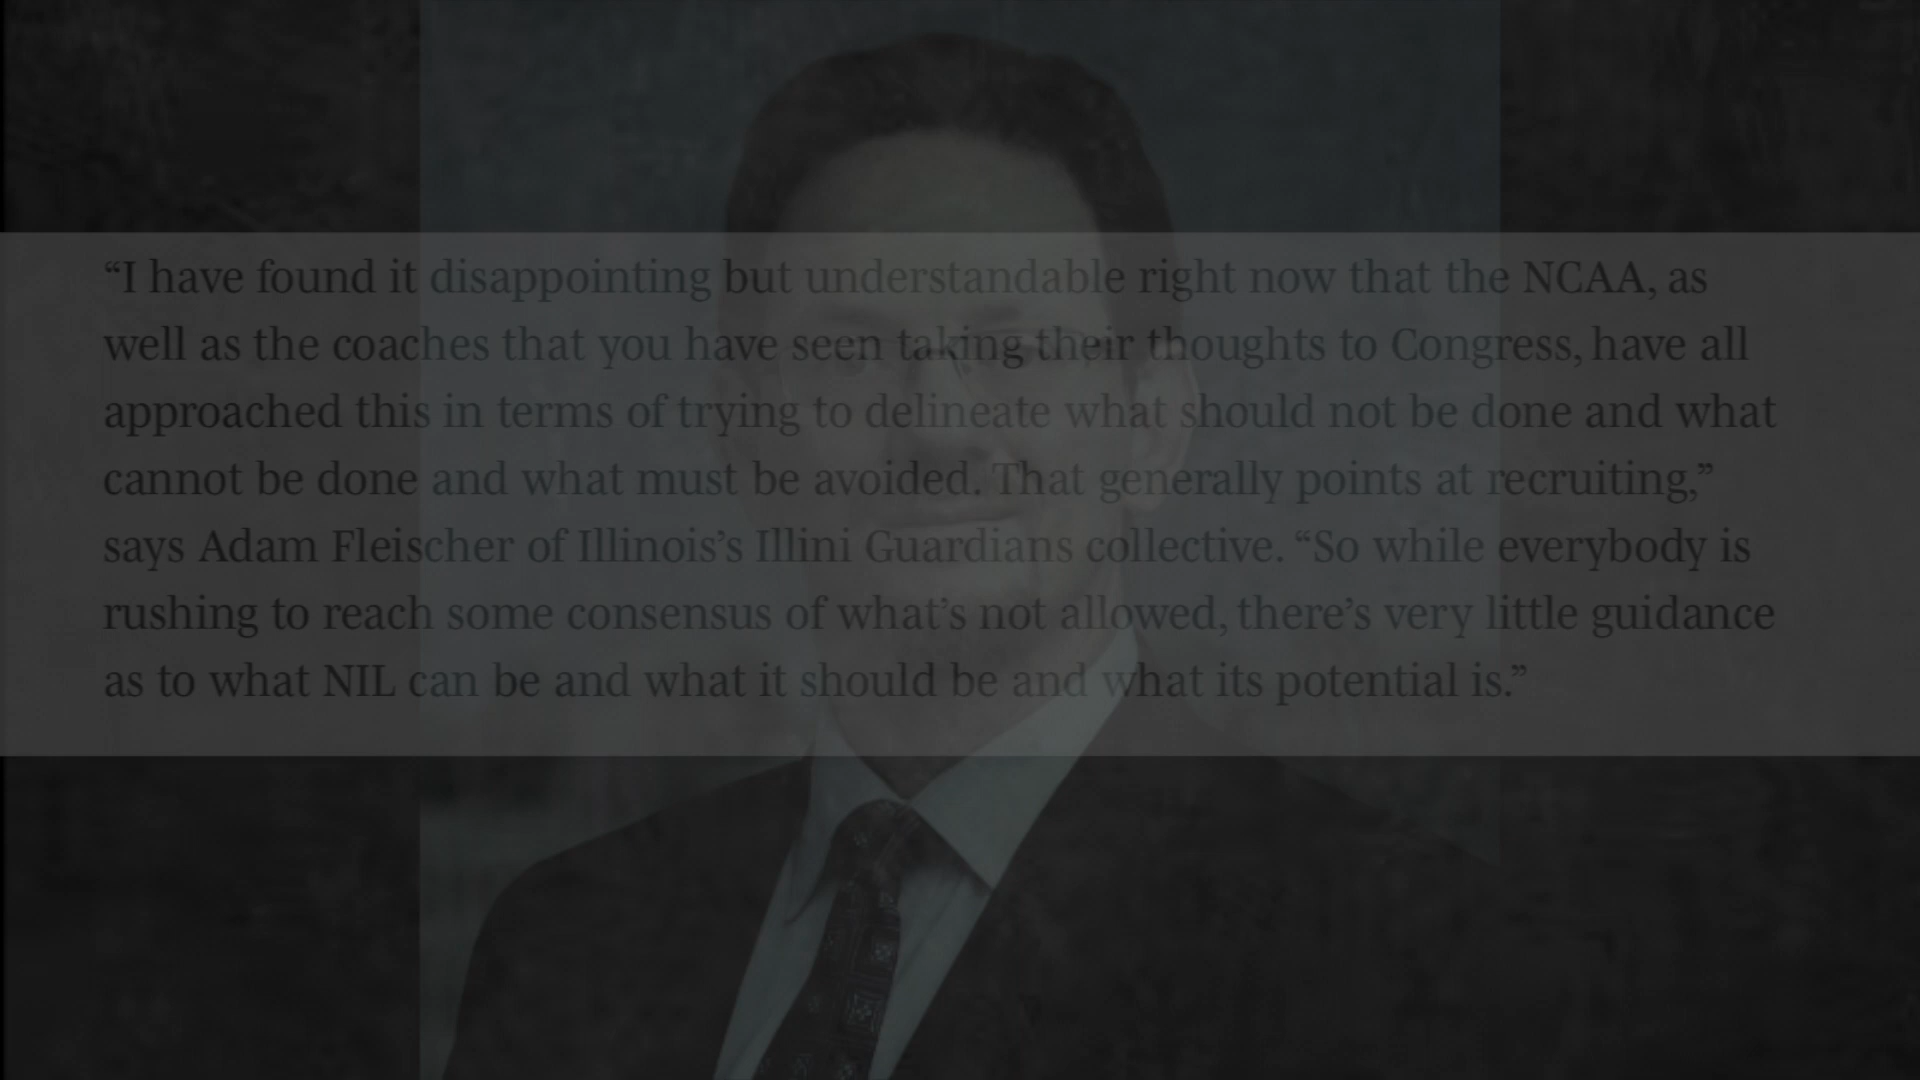 “I have found it disappointing but understandable right now that the NCAA, as
well as the coaches that you have seen taking their thoughts to Congress, have all
approached this in terms of trying to delineate what should not be done and what
cannot be done and what must be avoided. That generally points at recruiting,”
says Adam Fleischer of Illinois’s Illini Guardians collective. “So while everybody is
rushing to reach some consensus of what’s not allowed, there’s very little guidance
as to what NIL can be and what it should be and what its potential is.”